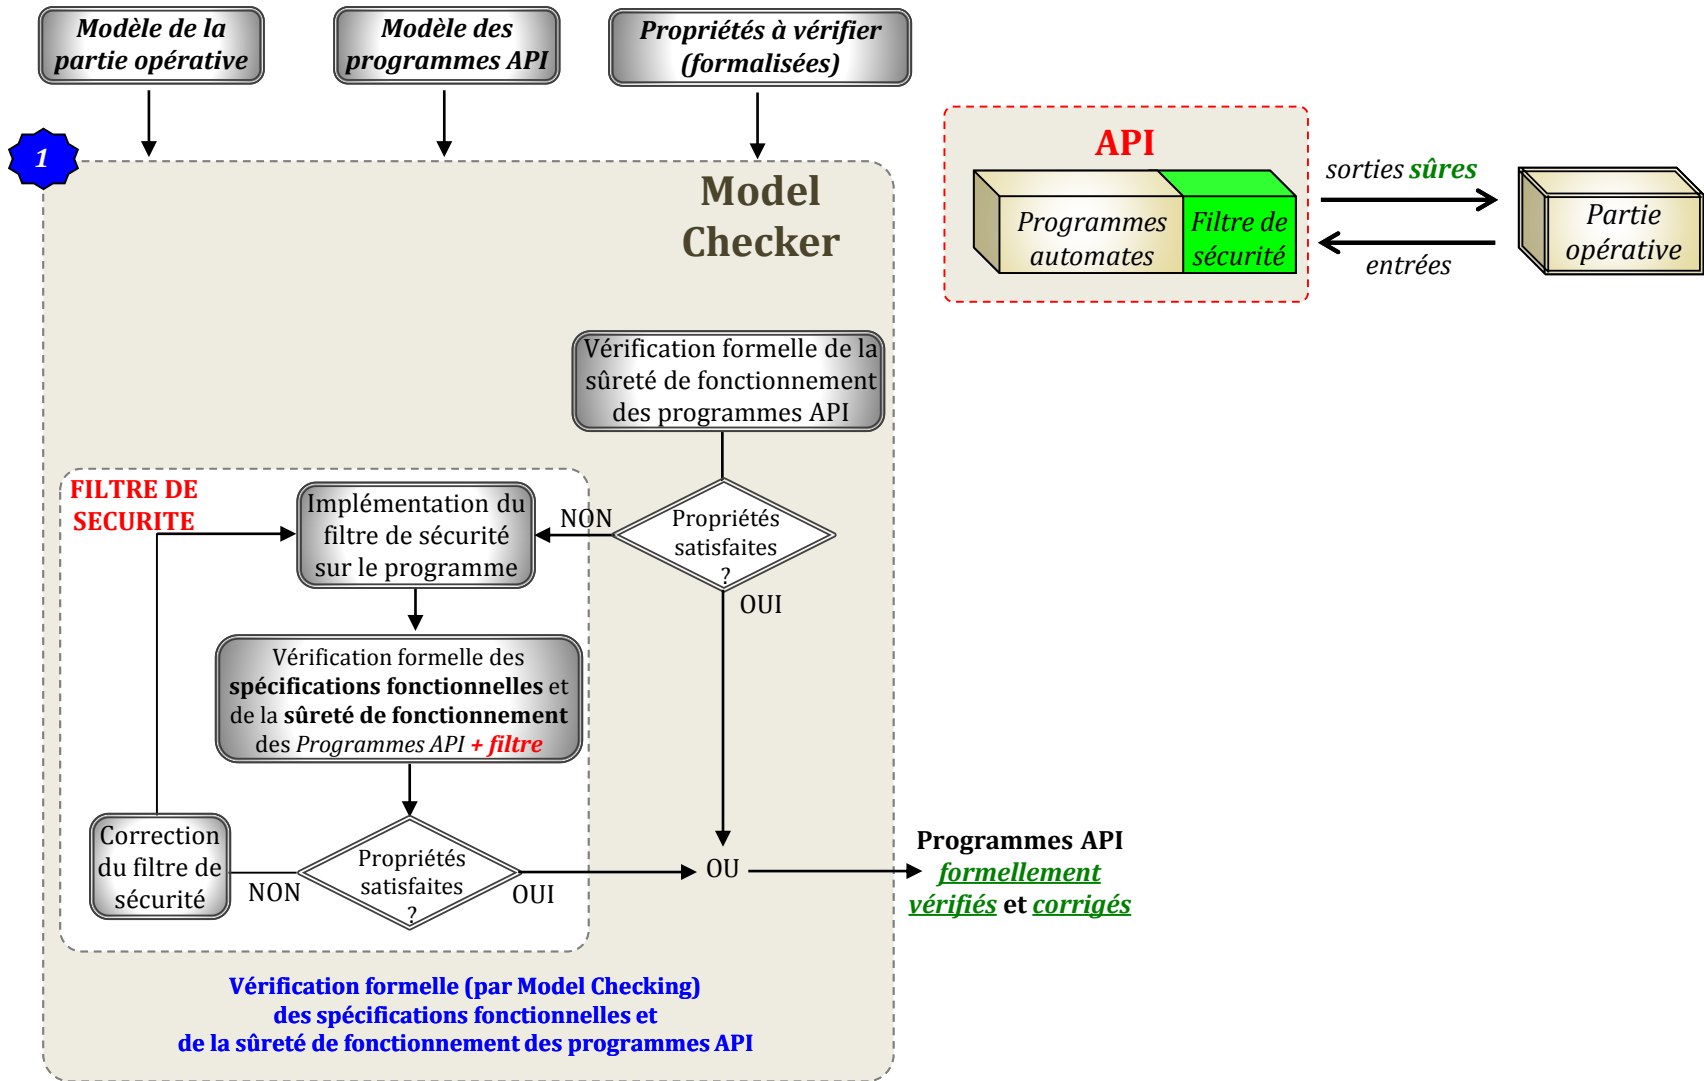 Modèle de la
partie opérative
Modèle des
programmes API
Propriétés à vérifier
(formalisées)
1
Model
Checker
API
Programmes
automates
Filtre de
sécurité
sorties sûres
entrées
Partie
opérative
Vérification formelle de la
sûreté de fonctionnement
des programmes API
FILTRE DE
SECURITE
Implémentation du
filtre de sécurité
sur le programme
NON
Propriétés
satisfaites
?
OUI
Vérification formelle des
spécifications fonctionnelles et
de la sûreté de fonctionnement
des Programmes API + filtre
Correction
du filtre de
sécurité
NON
Propriétés
satisfaites
?
OUI
OU
Programmes API
formellement
vérifiés et corrigés
Vérification formelle (par Model Checking)
des spécifications fonctionnelles et
de la sûreté de fonctionnement des programmes API